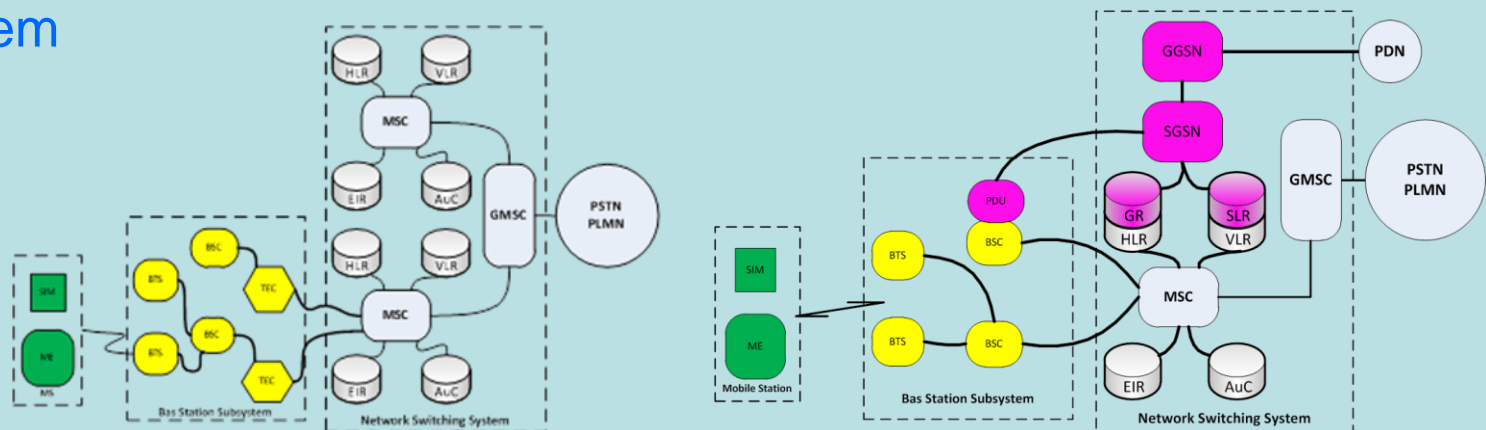 em
HLR
VLR
MSC
EIR
AuC
GMSC
PSTN
PLMN
HLR
VLR
MSC
EIR
AuC
Network Switching System
BSC
BTS
TEC
BSC
BTS
TEC
Bas Station Subsystem
SIM
ME
MS
GGSN
PDN
SGSN
GMSC
PSTN
PLMN
GR
HLR
SLR
VLR
MSC
EIR
AuC
Network Switching System
PDU
BSC
BTS
BTS
BSC
Bas Station Subsystem
SIM
ME
Mobile Station